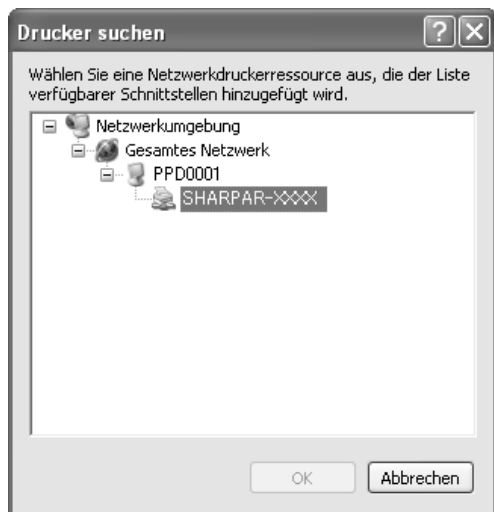 Drucker suchen
Wählen Sie eine Netzwerkdruckerressource aus, die der Liste
verfügbarer Schnittstellen hinzugefügt wird.
Netzwerkumgebung
Gesamtes Netzwerk
PPD0001
SHARPAR-XXXX
OK
Abbrechen